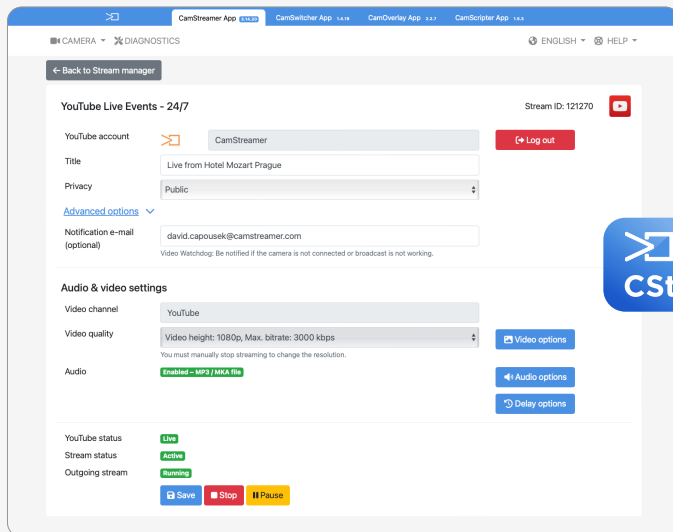 CamStreamer App 3.14.20 CamSwitcher App 1.4.19 CamOverlay App 3.2.7 CamScripter App 1.6.3
CAMERA DIAGNOSTICS ENGLISH HELP
← Back to Stream manager
YouTube Live Events - 24/7 Stream ID: 121270
YouTube account CamStreamer Log out
Title Live from Hotel Mozart Prague
Privacy Public
Advanced options
Notification e-mail (optional) david.capousek@camstreamer.com
Video Watchdog: Be notified if the camera is not connected or broadcast is not working.
CSt
Audio & video settings
Video channel YouTube
Video quality Video height: 1080p, Max. bitrate: 3000 kbps Video options
You must manually stop streaming to change the resolution.
Audio Enabled – MP3 / MKA file Audio options
Delay options
YouTube status Live
Stream status Active
Outgoing stream Running
Save Stop Pause